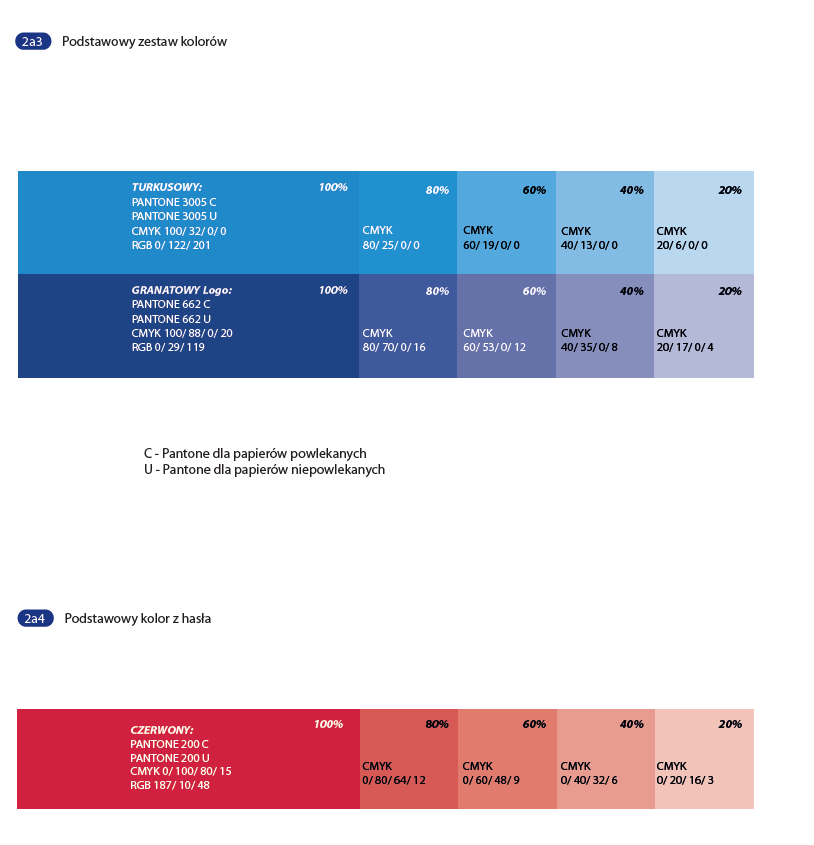 2a3 Podstawowy zestaw kolorów
TURKUSOWY: 100%
PANTONE 3005 C
PANTONE 3005 U
CMYK 100/ 32/ 0/ 0
RGB 0/ 122/ 201
80%
CMYK
80/ 25/ 0/ 0
60%
CMYK
60/ 19/ 0/ 0
40%
CMYK
40/ 13/ 0/ 0
20%
CMYK
20/ 6/ 0/ 0
GRANATOWY Logo: 100%
PANTONE 662 C
PANTONE 662 U
CMYK 100/ 88/ 0/ 20
RGB 0/ 29/ 119
80%
CMYK
80/ 70/ 0/ 16
60%
CMYK
60/ 53/ 0/ 12
40%
CMYK
40/ 35/ 0/ 8
20%
CMYK
20/ 17/ 0/ 4
C - Pantone dla papierów powlekanych
U - Pantone dla papierów niepowlekanych
2a4 Podstawowy kolor z hasła
CZERWONY: 100%
PANTONE 200 C
PANTONE 200 U
CMYK 0/ 100/ 80/ 15
RGB 187/ 10/ 48
80%
CMYK
0/ 80/ 64/ 12
60%
CMYK
0/ 60/ 48/ 9
40%
CMYK
0/ 40/ 32/ 6
20%
CMYK
0/ 20/ 16/ 3